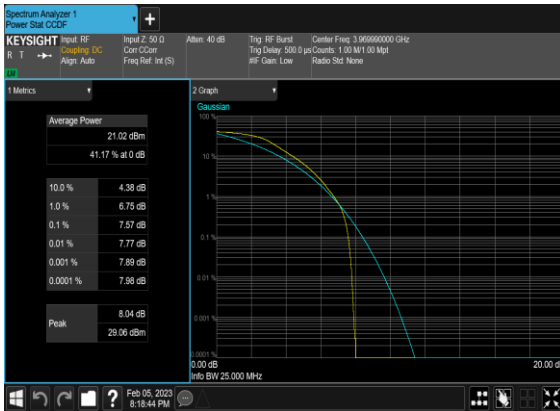 Spectrum Analyzer 1
Power Stat CCDF
+
KEYSIGHT Input: RF Input Z: 50 Ω Atten: 40 dB Trig: RF Burst Center Freq: 3.969990000 GHz
R T Coupling: DC Corr CCorr Trig Delay: 500.0 µs Counts: 1.00 M/1.00 Mpt
Align: Auto Freq Ref: Int (S) #IF Gain: Low Radio Std: None
1 Metrics
2 Graph
Average Power
21.02 dBm
41.17 % at 0 dB
10.0 % 4.38 dB
1.0 % 6.75 dB
0.1 % 7.57 dB
0.01 % 7.77 dB
0.001 % 7.89 dB
0.0001 % 7.98 dB
Peak
8.04 dB
29.06 dBm
Gaussian
100 %
10 %
1 %
0.1 %
0.01 %
0.001 %
0.0001 %
0.00 dB
20.00 d
Info BW 25.000 MHz
Feb 05, 2023
8:18:44 PM